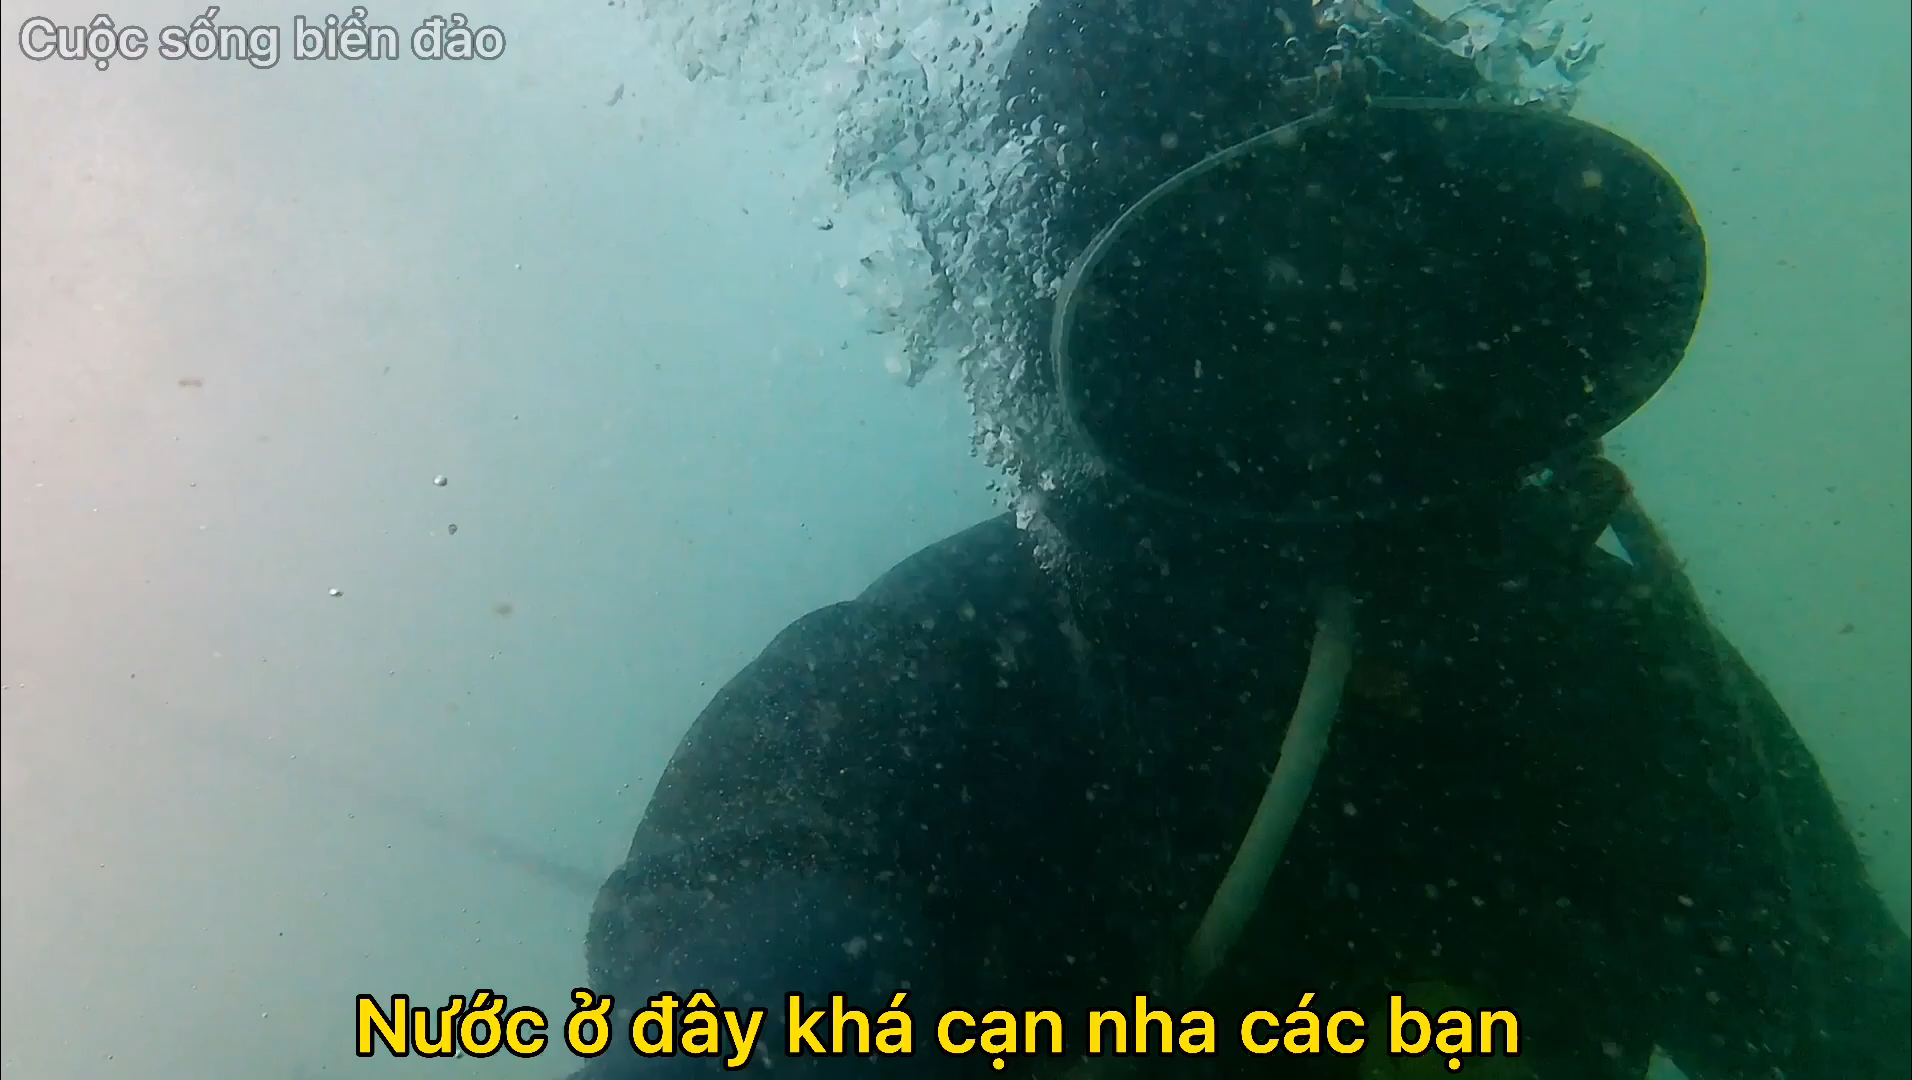 Cuộc sống biển đảo
Nước ở đây khá cạn nha các bạn